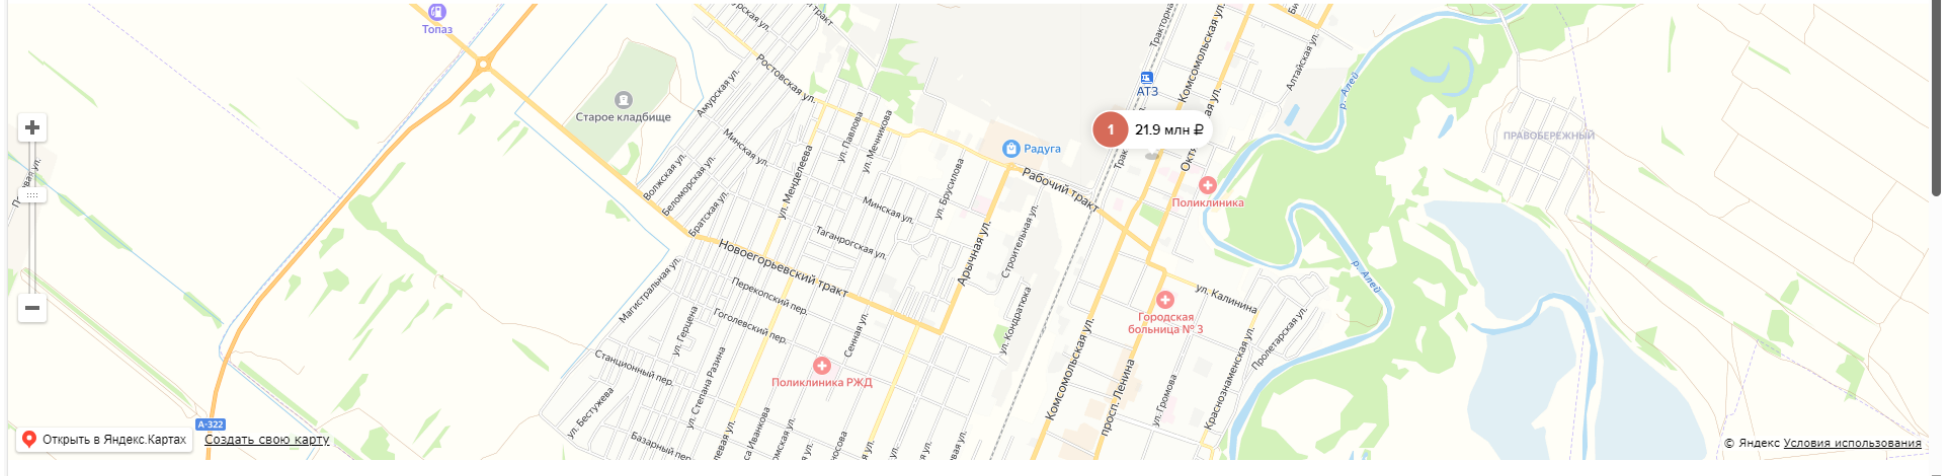 Топаз
тракт
Амурская ул.
Ростовская ул.
Тракторная
Комсомольская ул.
Алтайская ул.
р. Алей
АТЗ
Старое кладбище
Амурская ул.
1
21.9 млн ₽
ПРАВОБЕРЕЖНЫЙ
Минская ул.
ул. Павлова
ул. Мечникова
Радуга
Волжская ул.
Беломорская ул.
Братская ул.
ул. Менделеева
ул. Брусилова
Рабочий тракт
Поликлиника
Минская ул.
Таганрогская ул.
Арычная ул.
Строительная ул.
Новоегорьевский тракт
р. Алей
Магистральная ул.
Перекопский пер.
Гоголевский пер.
ул. Герцена
Сенная ул.
ул. Кондратюка
ул. Калинина
Городская
больница № 3
Пролетарская ул.
Станционный пер.
ул. Степана Разина
Поликлиника РЖД
Комсомольская ул.
просп. Ленина
ул. Громова
Краснознаменская ул.
ул. Бестужева
А-322
Базарный пер.
Открыть в Яндекс.Картах
Создать свою карту
© Яндекс Условия использования